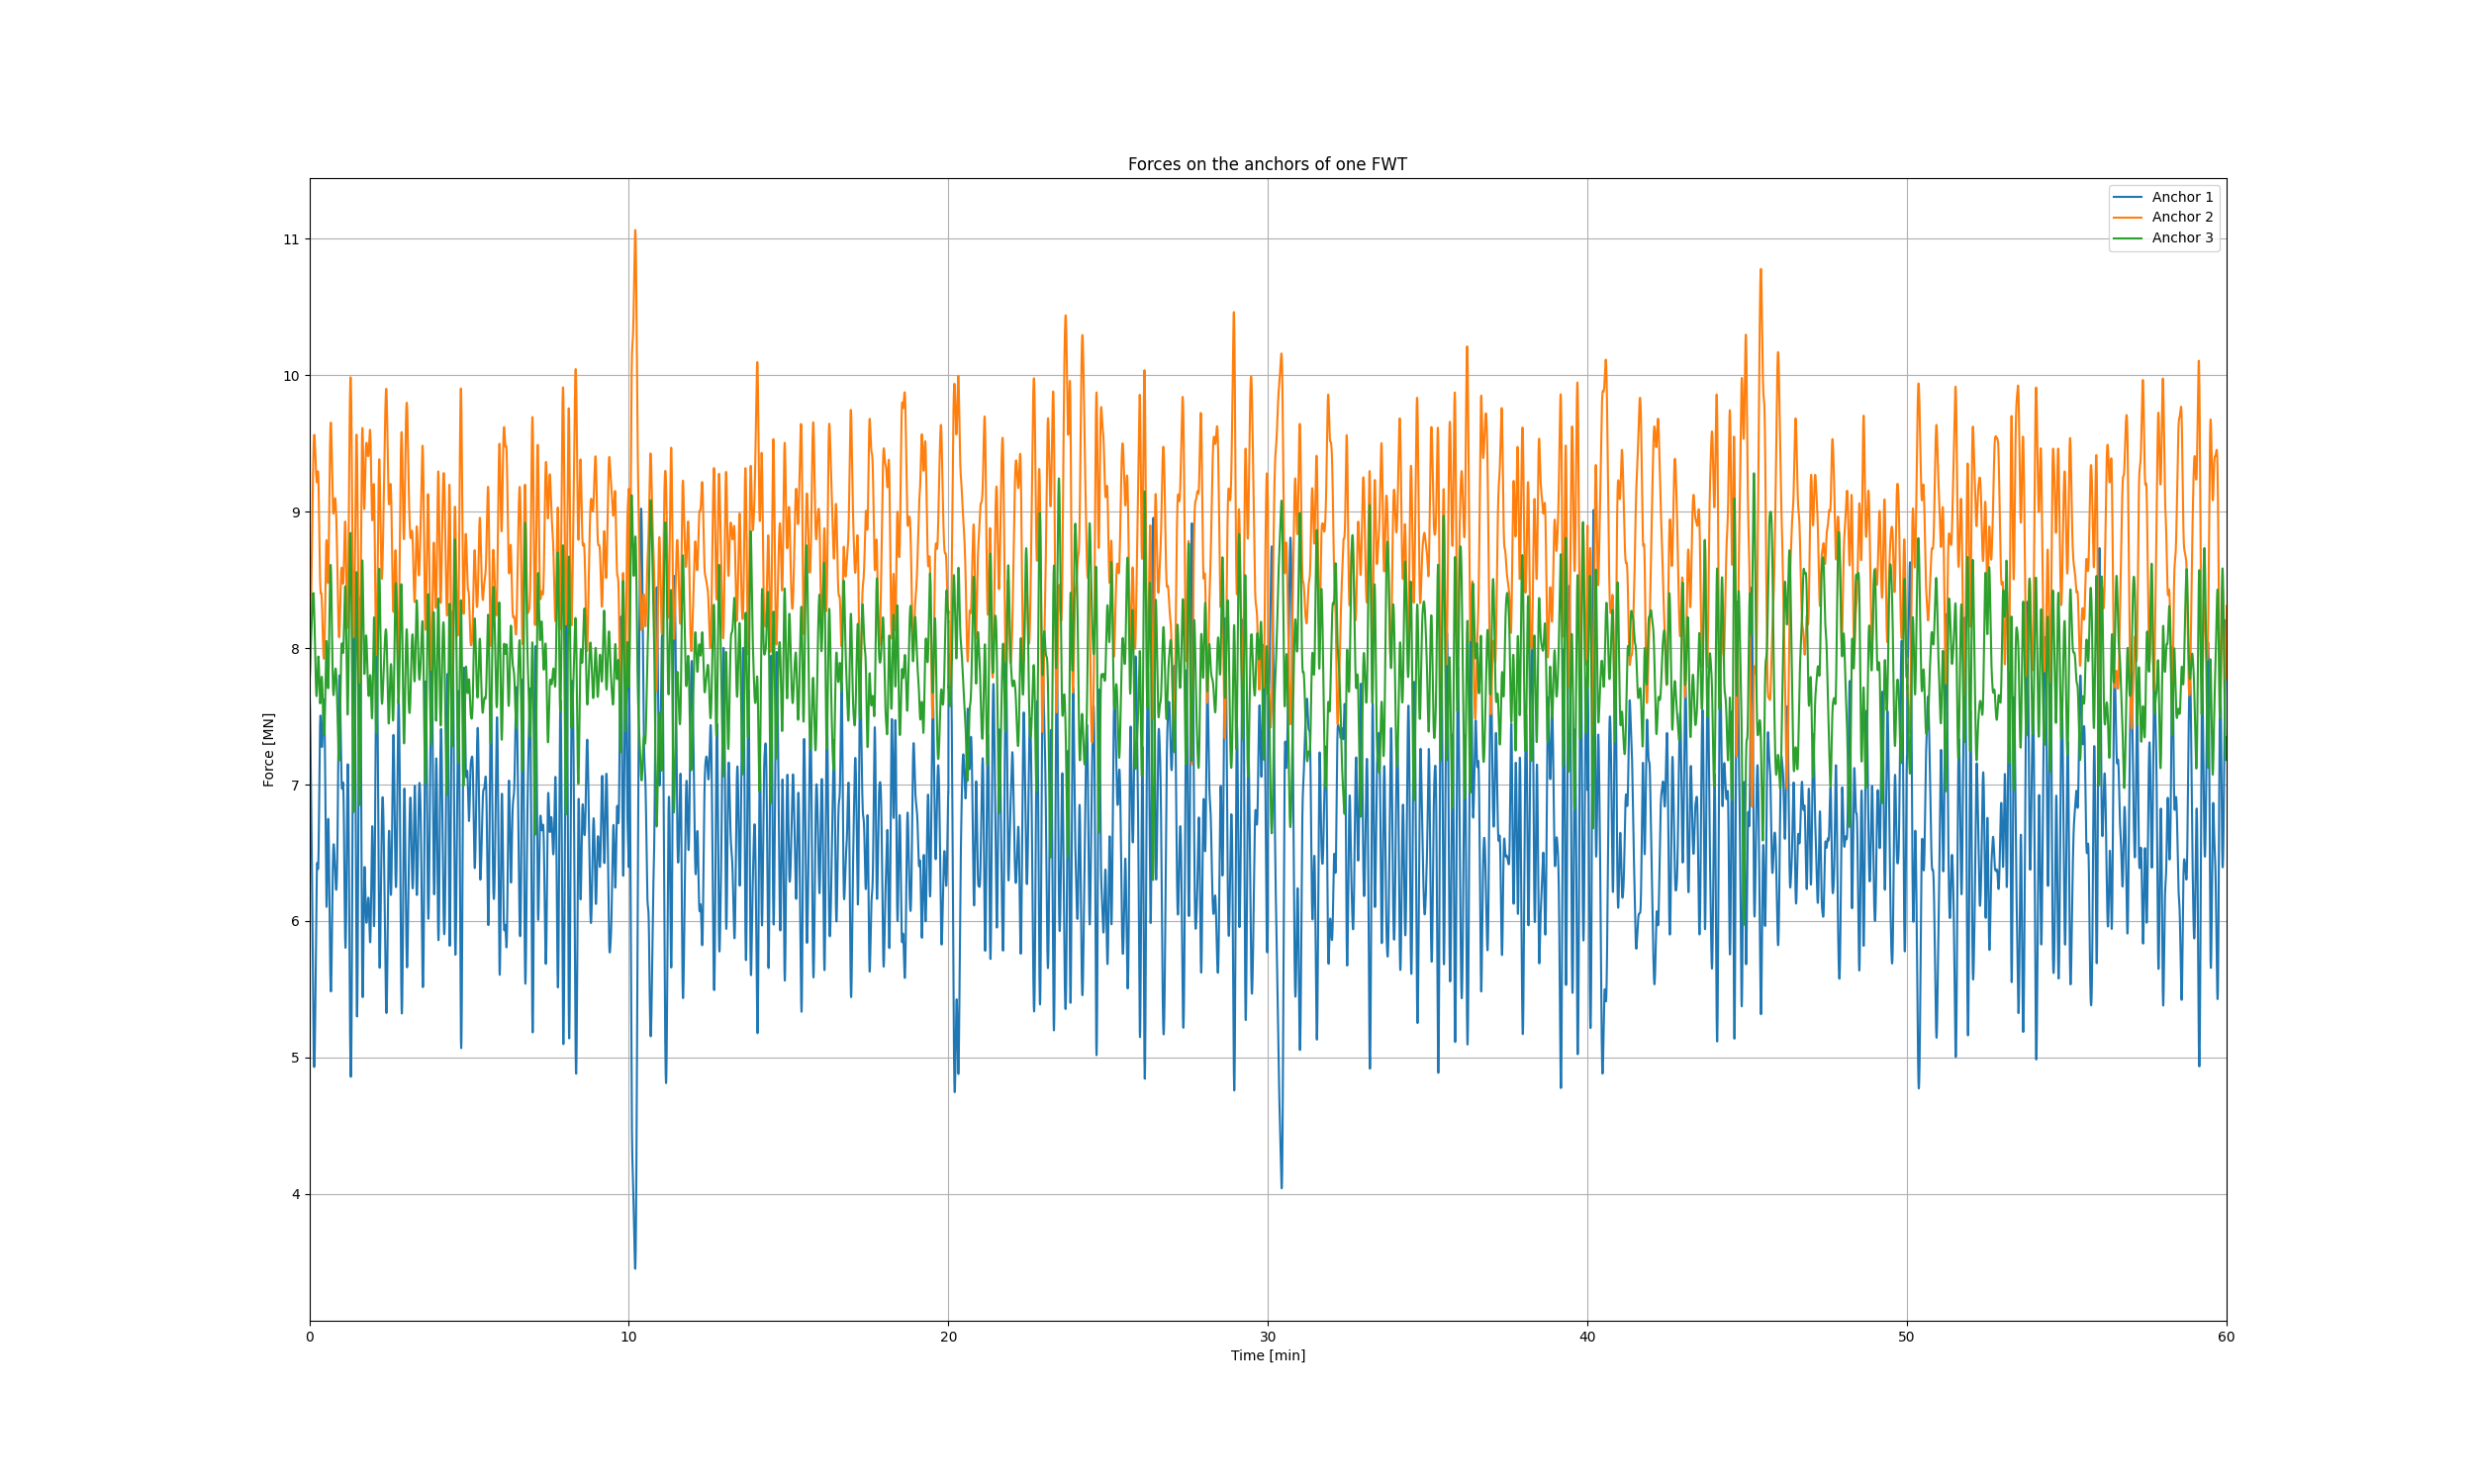 Forces on the anchors of one FWT
Anchor 1
Anchor 2
Anchor 3
Force [MN]
11
10
9
8
7
6
5
4
0 10 20 30 40 50 60
Time [min]